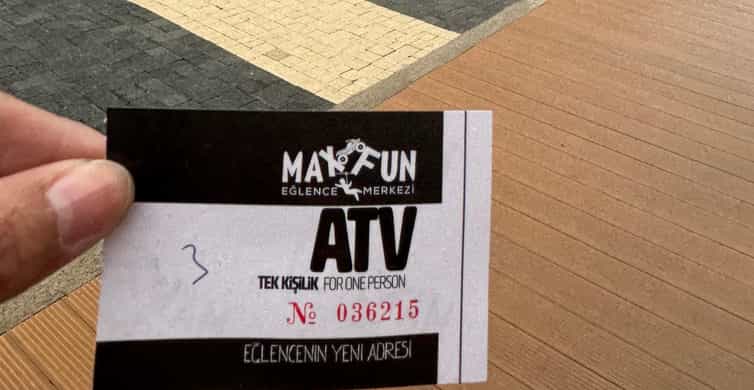 MAXFUN
EĞLENCE MERKEZİ
ATV
TEK KİŞİLİK FOR ONE PERSON
3
№ 036215
EĞLENCENİN YENİ ADRESİ